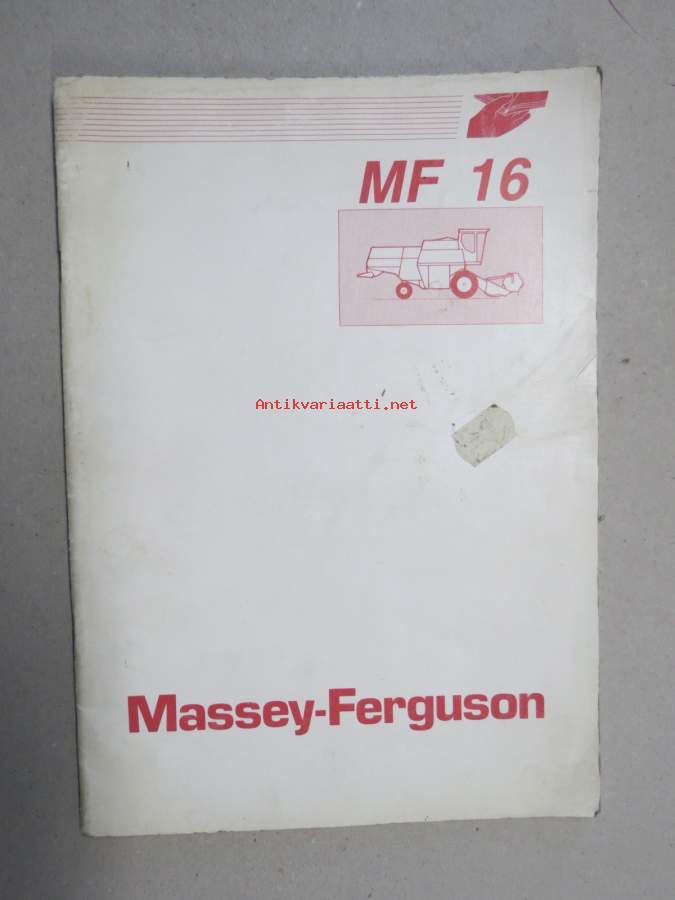 MF 16
Antikvariaatti.net
Massey-Ferguson